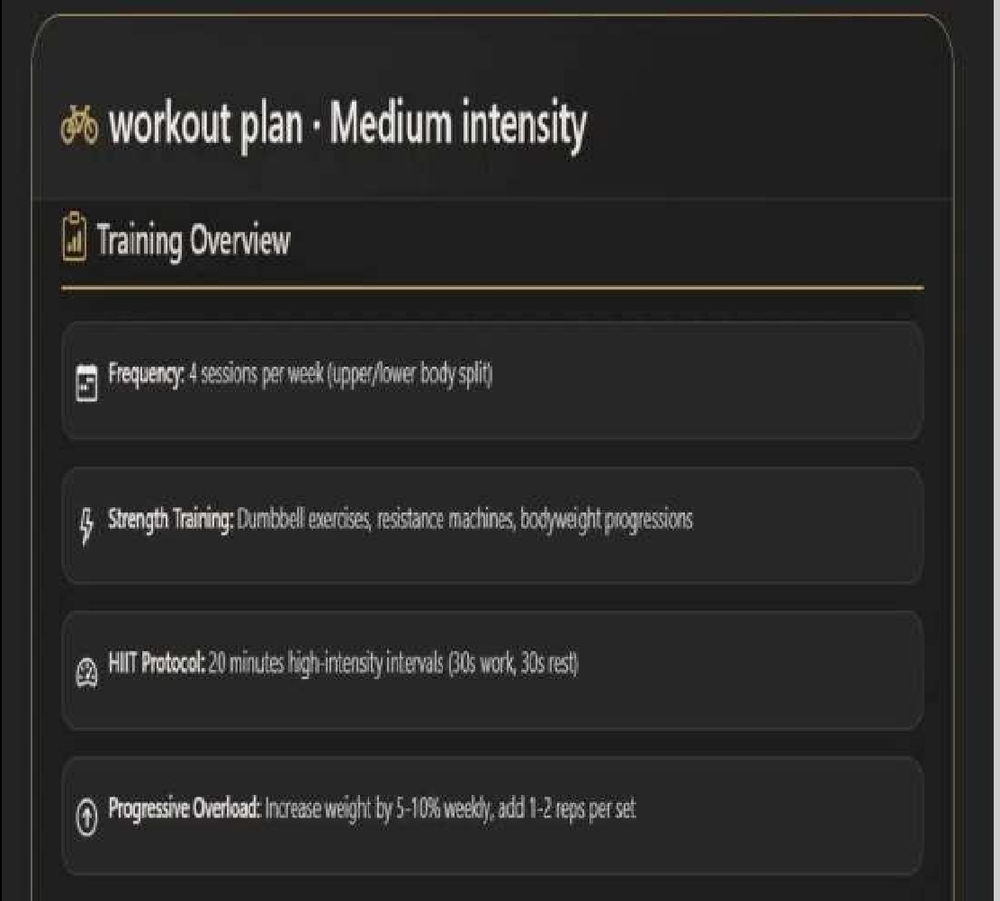 workout plan · Medium intensity
Training Overview
Frequency: 4 sessions per week (upper/lower body split)
Strength Training: Dumbbell exercises, resistance machines, bodyweight progressions
HIIT Protocol: 20 minutes high-intensity intervals (30s work, 30s rest)
Progressive Overload: Increase weight by 5-10% weekly, add 1-2 reps per set